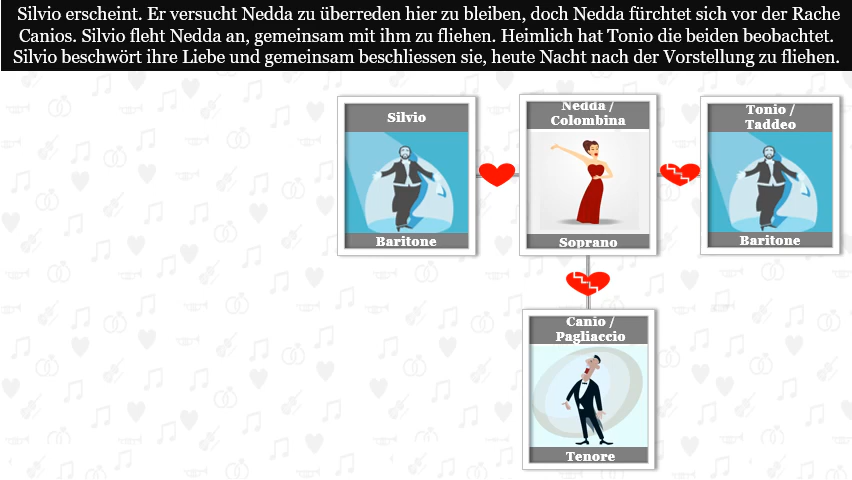 Silvio erscheint. Er versucht Nedda zu überreden hier zu bleiben, doch Nedda fürchtet sich vor der Rache
Canios. Silvio fleht Nedda an, gemeinsam mit ihm zu fliehen. Heimlich hat Tonio die beiden beobachtet.
Silvio beschwört ihre Liebe und gemeinsam beschliessen sie, heute Nacht nach der Vorstellung zu fliehen.
Silvio
Baritone
Nedda /
Colombina
Soprano
Tonio /
Taddeo
Baritone
Canio /
Pagliaccio
Tenore